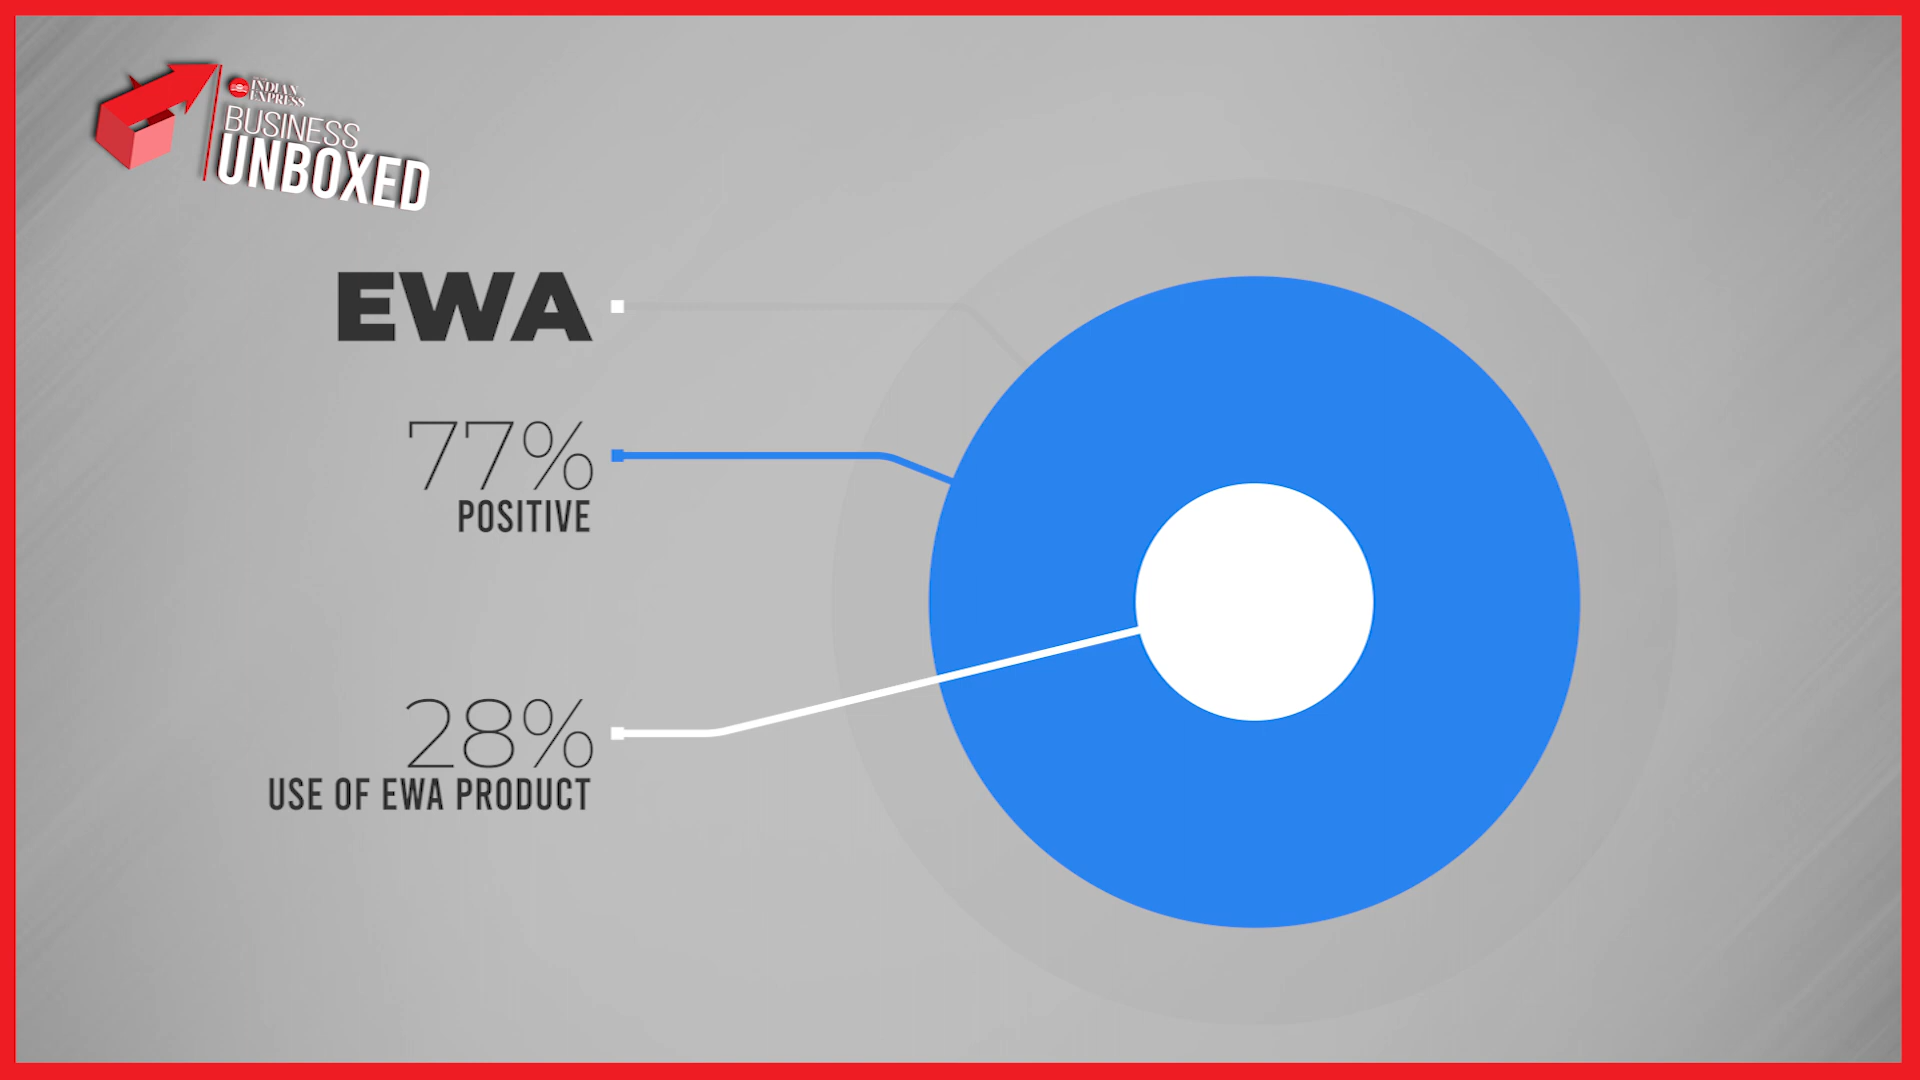 INDIAN
EXPRESS
BUSINESS
UNBOXED
EWA
77%
POSITIVE
28%
USE OF EWA PRODUCT